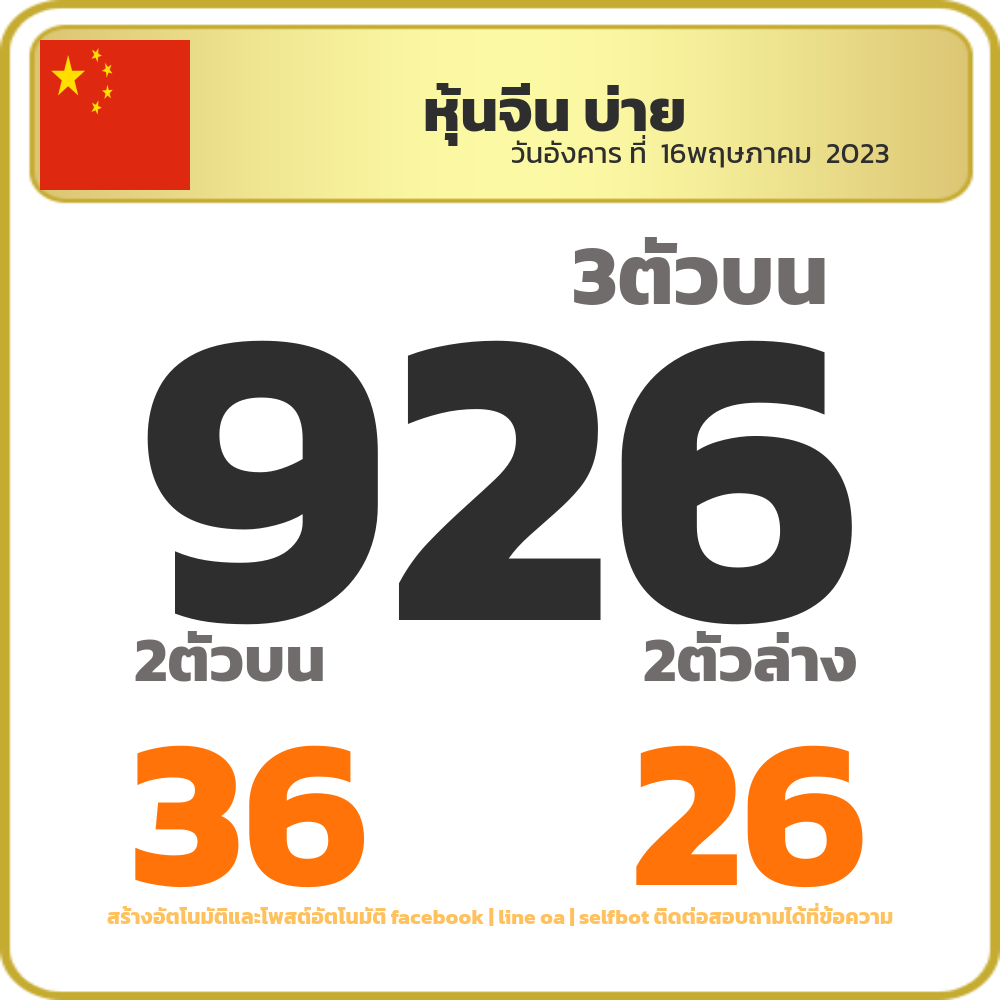 หุ้นจีน บ่าย
วันอังคาร ที่ 16พฤษภาคม 2023
3ตัวบน
926
2ตัวบน 2ตัวล่าง
36 26
สร้างอัตโนมัติและโพสต์อัตโนมัติ facebook | line oa | selfbot ติดต่อสอบถามได้ที่ข้อความ